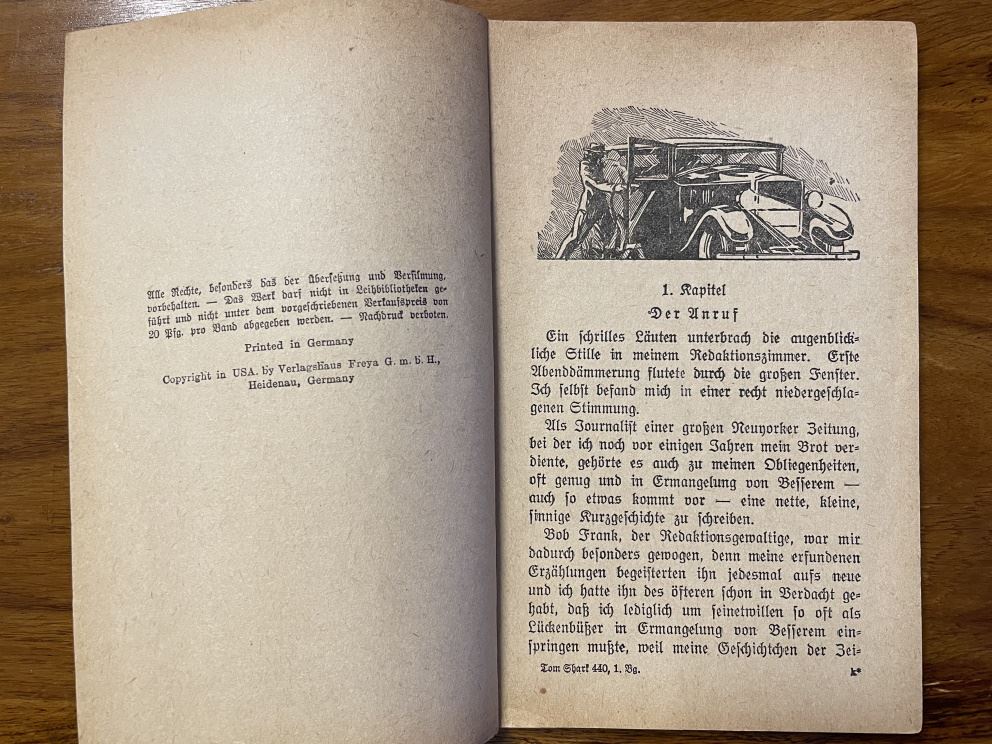 Alle Rechte, besonders das der Übersetzung und Verfilmung,
vorbehalten. — Das Werk darf nicht in Leihbibliotheken ge-
führt und nicht unter dem vorgeschriebenen Verkaufspreis von
20 Pfg. pro Band abgegeben werden. — Nachdruck verboten.
Printed in Germany
Copyright in USA. by Verlagshaus Freya G. m. b. H.,
Heidenau, Germany
1. Kapitel
Der Anruf
Ein schrilles Läuten unterbrach die augenblick-
liche Stille in meinem Redaktionszimmer. Erste
Abenddämmerung flutete durch die großen Fenster.
Ich selbst befand mich in einer recht niedergeschla-
genen Stimmung.
Als Journalist einer großen Neuyorker Zeitung,
bei der ich noch vor einigen Jahren mein Brot ver-
diente, gehörte es auch zu meinen Obliegenheiten,
oft genug und in Ermangelung von Besserem —
auch so etwas kommt vor — eine nette, kleine,
sinnige Kurzgeschichte zu schreiben.
Bob Frank, der Redaktionsgewaltige, war mir
dadurch besonders gewogen, denn meine erfundenen
Erzählungen begeisterten ihn jedesmal aufs neue
und ich hatte ihn des öfteren schon in Verdacht ge-
habt, daß ich lediglich um seinetwillen so oft als
Lückenbüßer in Ermangelung von Besserem ein-
springen mußte, weil meine Geschichtchen der Zei-
Tom Shark 440, 1. Bg.
k*